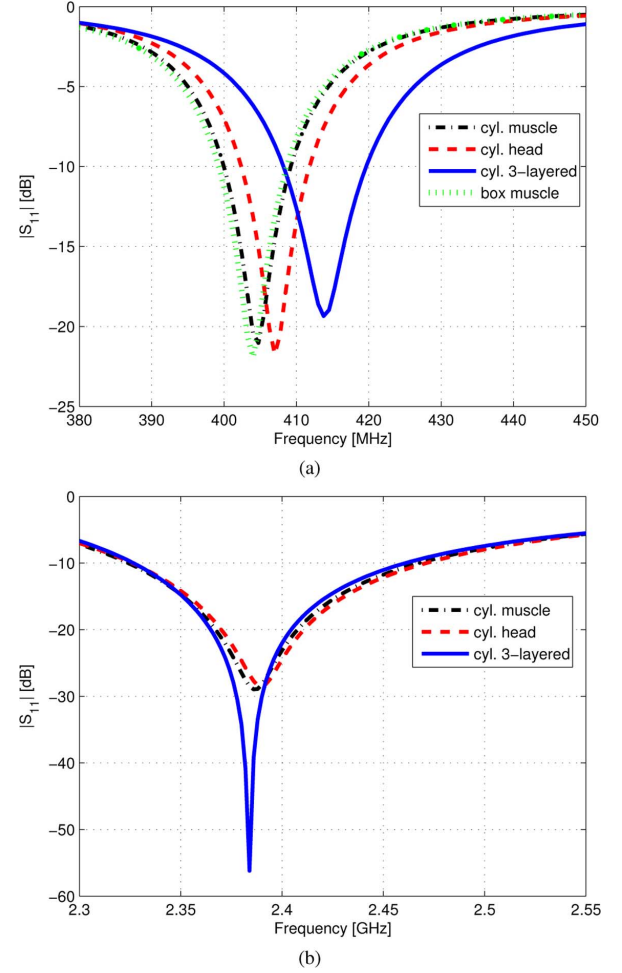 0
−5
−10
−15
−20
−25
|S11| [dB]
cyl. muscle
cyl. head
cyl. 3−layered
box muscle
380 390 400 410 420 430 440 450
Frequency [MHz]
(a)
0
−10
−20
−30
−40
−50
−60
|S11| [dB]
cyl. muscle
cyl. head
cyl. 3−layered
2.3 2.35 2.4 2.45 2.5 2.55
Frequency [GHz]
(b)